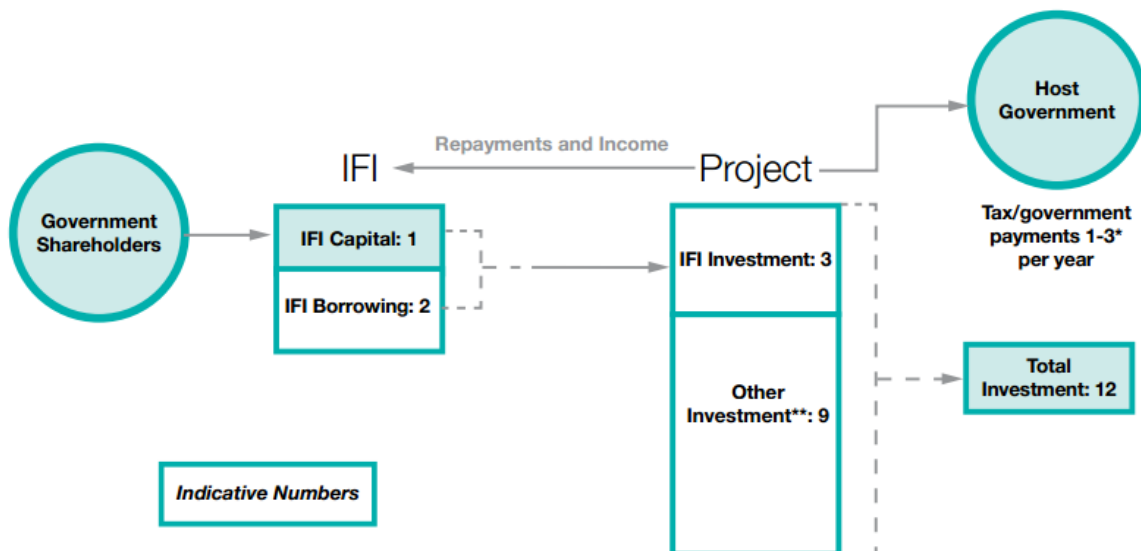 Host
Government
Repayments and Income
IFI
Project
Government
Shareholders
Tax/government
payments 1-3*
per year
IFI Capital: 1
IFI Investment: 3
IFI Borrowing: 2
Total
Investment: 12
Other
Investment**: 9
Indicative Numbers